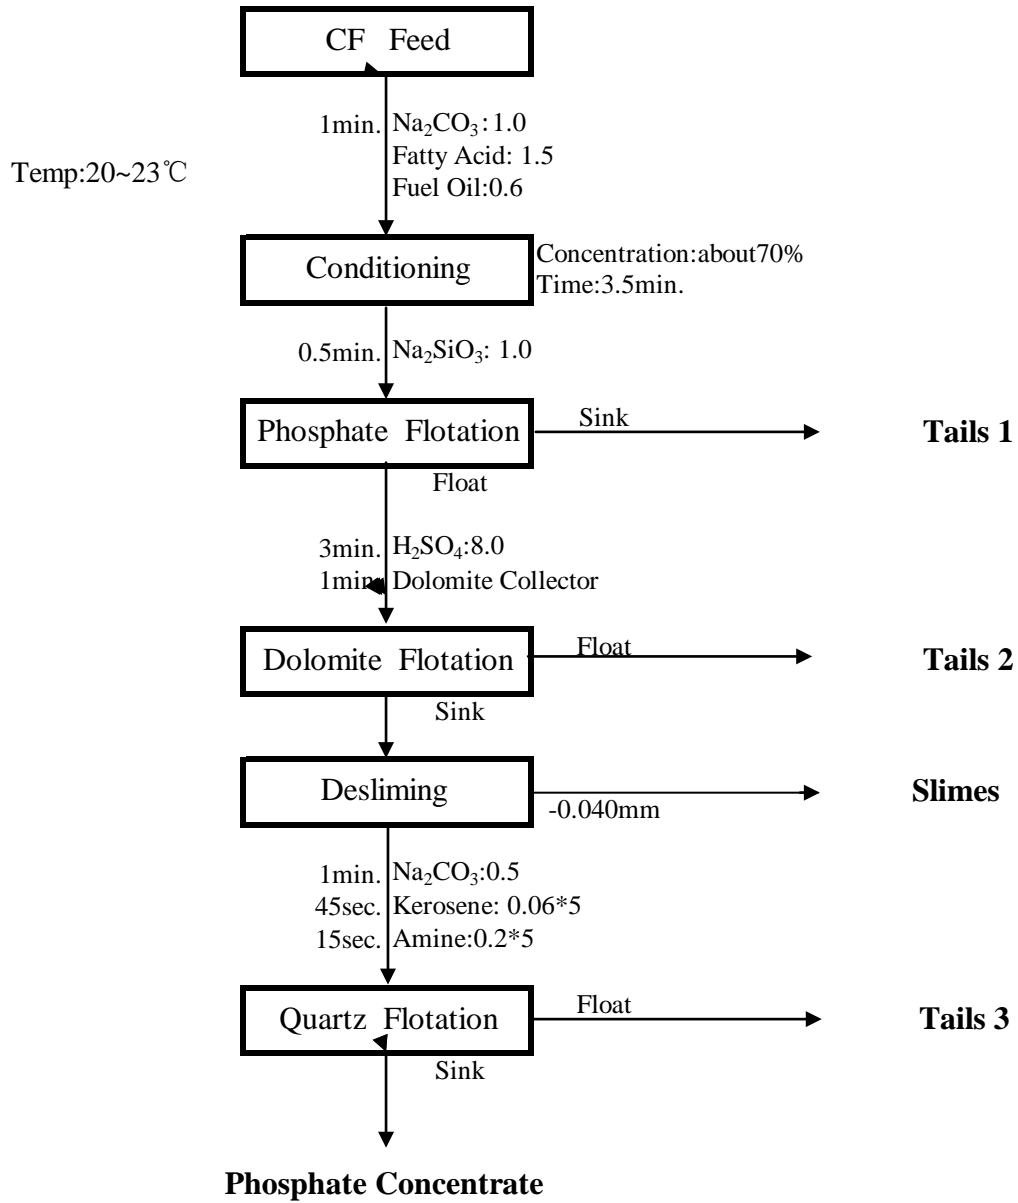 CF Feed
1min. Na₂CO₃:1.0
Fatty Acid: 1.5
Temp:20~23℃
Fuel Oil:0.6
Conditioning
Concentration:about70%
Time:3.5min.
0.5min. Na₂SiO₃: 1.0
Phosphate Flotation
Sink
Tails 1
Float
3min. H₂SO₄:8.0
1min. Dolomite Collector
Dolomite Flotation
Float
Tails 2
Sink
Desliming
-0.040mm
Slimes
1min. Na₂CO₃:0.5
45sec. Kerosene: 0.06*5
15sec. Amine:0.2*5
Quartz Flotation
Float
Tails 3
Sink
Phosphate Concentrate